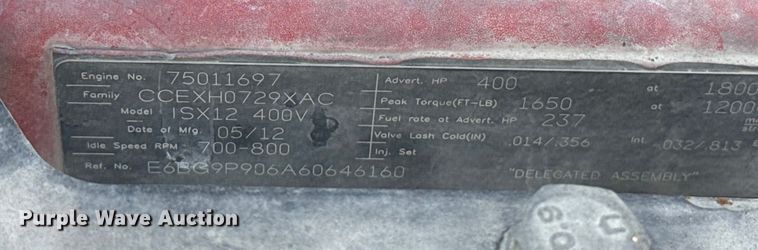 Engine No. 75011697
Family CCEXH0729XAC
Model ISX12 400V
Date of Mfg. 05/12
Idle Speed RPM 700-800
Ref. No. E6BG9P906A60646160
Advert. HP 400 at 1800
Peak Torque(FT-LB) 1650 at 1200
Fuel rate at Advert. HP 237
Valve Lash Cold(IN) .014/.356 Int. .032/.813
Inj. Set
"DELEGATED ASSEMBLY"
U
60
Purple Wave Auction